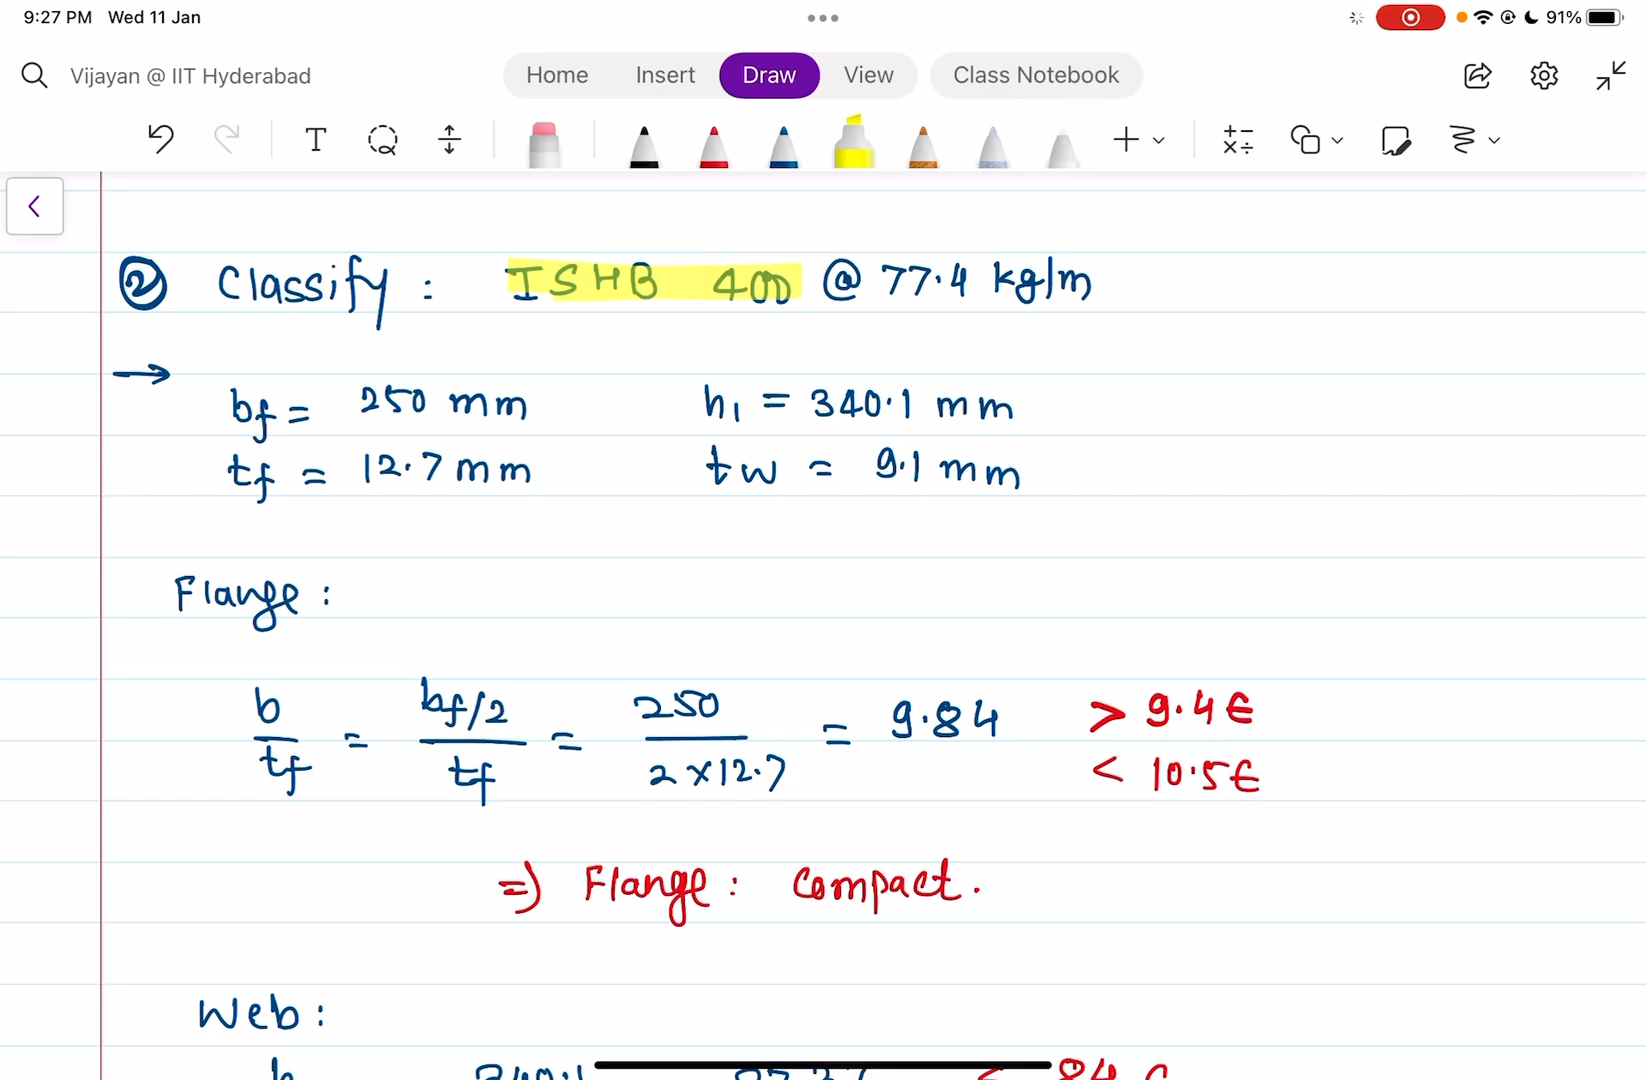 9:27 PM Wed 11 Jan
91%
Vijayan @ IIT Hyderabad
Home Insert Draw View Class Notebook
T
② Classify : ISHB 400 @ 77.4 kg/m
→
bf = 250 mm h1 = 340.1 mm
tf = 12.7 mm tw = 9.1 mm
Flange :
b/tf = bf/2/tf = 250/2×12.7 = 9.84 > 9.4ϵ
< 10.5ϵ
=) Flange : Compact.
Web :